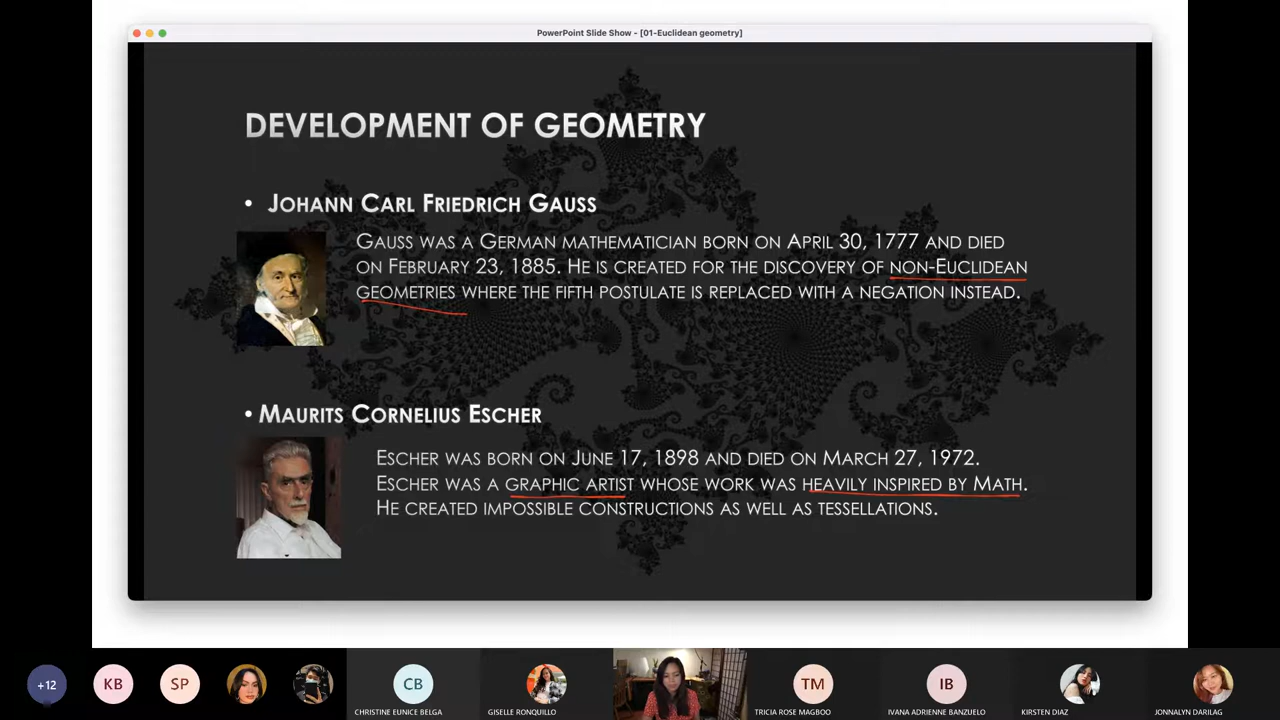 PowerPoint Slide Show - [01-Euclidean geometry]
DEVELOPMENT OF GEOMETRY
• JOHANN CARL FRIEDRICH GAUSS
GAUSS WAS A GERMAN MATHEMATICIAN BORN ON APRIL 30, 1777 AND DIED
ON FEBRUARY 23, 1885. HE IS CREATED FOR THE DISCOVERY OF NON-EUCLIDEAN
GEOMETRIES WHERE THE FIFTH POSTULATE IS REPLACED WITH A NEGATION INSTEAD.
• MAURITS CORNELIUS ESCHER
ESCHER WAS BORN ON JUNE 17, 1898 AND DIED ON MARCH 27, 1972.
ESCHER WAS A GRAPHIC ARTIST WHOSE WORK WAS HEAVILY INSPIRED BY MATH.
HE CREATED IMPOSSIBLE CONSTRUCTIONS AS WELL AS TESSELLATIONS.
+12 KB SP CB TM IB
CHRISTINE EUNICE BELGA GISELLE RONQUILLO TRICIA ROSE MAGBOO IVANA ADRIENNE BANZUELO KIRSTEN DIAZ JONNALYN DARILAG